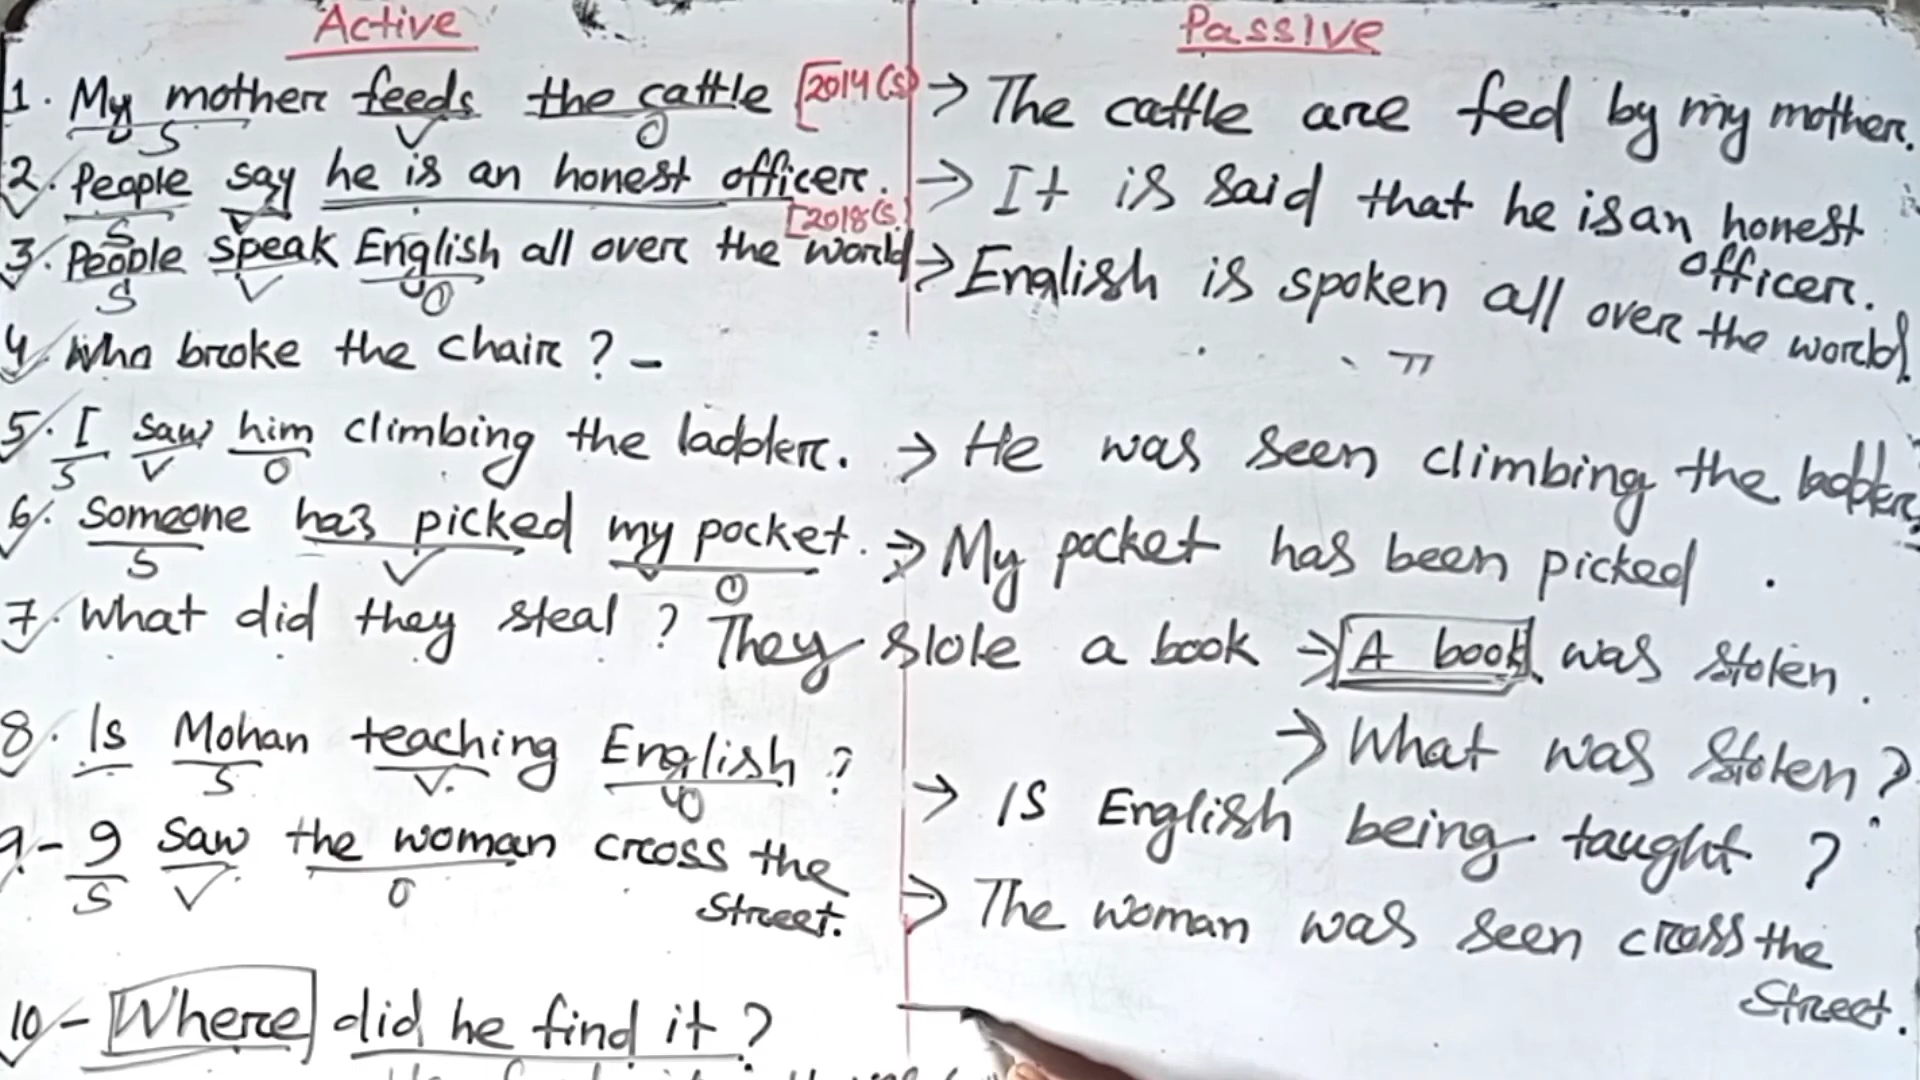 Active
Passive
1. My mother feeds the cattle [2014(s) → The cattle are fed by my mother.
S V O
2. People say he is an honest officer. → It is said that he is an honest officer.
S V [2018(s)
3. People speak English all over the world → English is spoken all over the world.
S V O
4. Who broke the chair? –
5. I saw him climbing the ladder. → He was seen climbing the ladder
S V O
6. Someone has picked my pocket. → My pocket has been picked.
S V O
7. What did they steal? They stole a book → A book was stolen.
→ What was stolen?
8. Is Mohan teaching English? → Is English being taught?
S V O
9 - I saw the woman cross the street. → The woman was seen cross the street.
S V O
10 - Where did he find it?